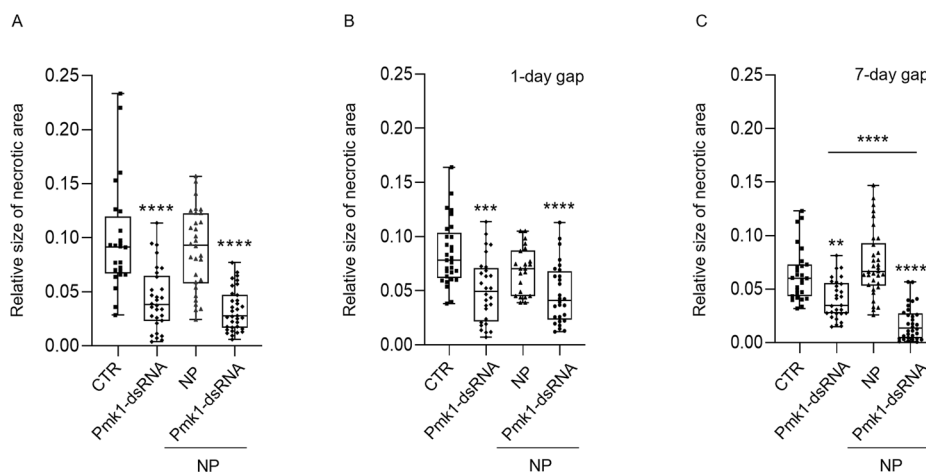 A
Relative size of necrotic area
0.25
0.20
0.15
0.10
0.05
0.00
****
****
CTR
Pmk1-dsRNA
NP
Pmk1-dsRNA
NP
B
1-day gap
Relative size of necrotic area
0.25
0.20
0.15
0.10
0.05
0.00
***
****
CTR
Pmk1-dsRNA
NP
Pmk1-dsRNA
NP
C
7-day gap
Relative size of necrotic area
0.25
0.20
0.15
0.10
0.05
0.00
****
**
****
CTR
Pmk1-dsRNA
NP
Pmk1-dsRNA
NP